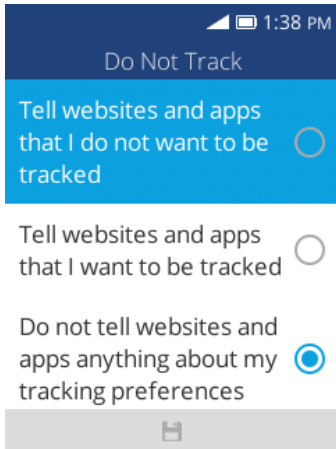 1:38 PM
Do Not Track
Tell websites and apps
that I do not want to be
tracked
Tell websites and apps
that I want to be tracked
Do not tell websites and
apps anything about my
tracking preferences